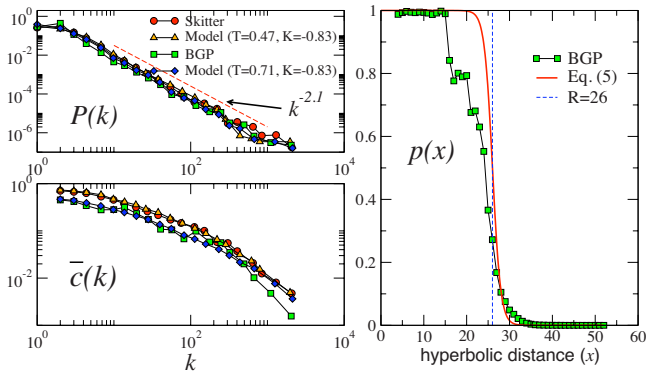 10^0
10^-2
10^-4
10^-6
P(k)
Skitter
Model (T=0.47, K=-0.83)
BGP
Model (T=0.71, K=-0.83)
k^-2.1
10^0 10^2 10^4
10^0
10^-2
c̅(k)
10^0 10^2 10^4
k
1
0.8
0.6
0.4
0.2
0
p(x)
BGP
Eq. (5)
R=26
0 10 20 30 40 50 60
hyperbolic distance (x)